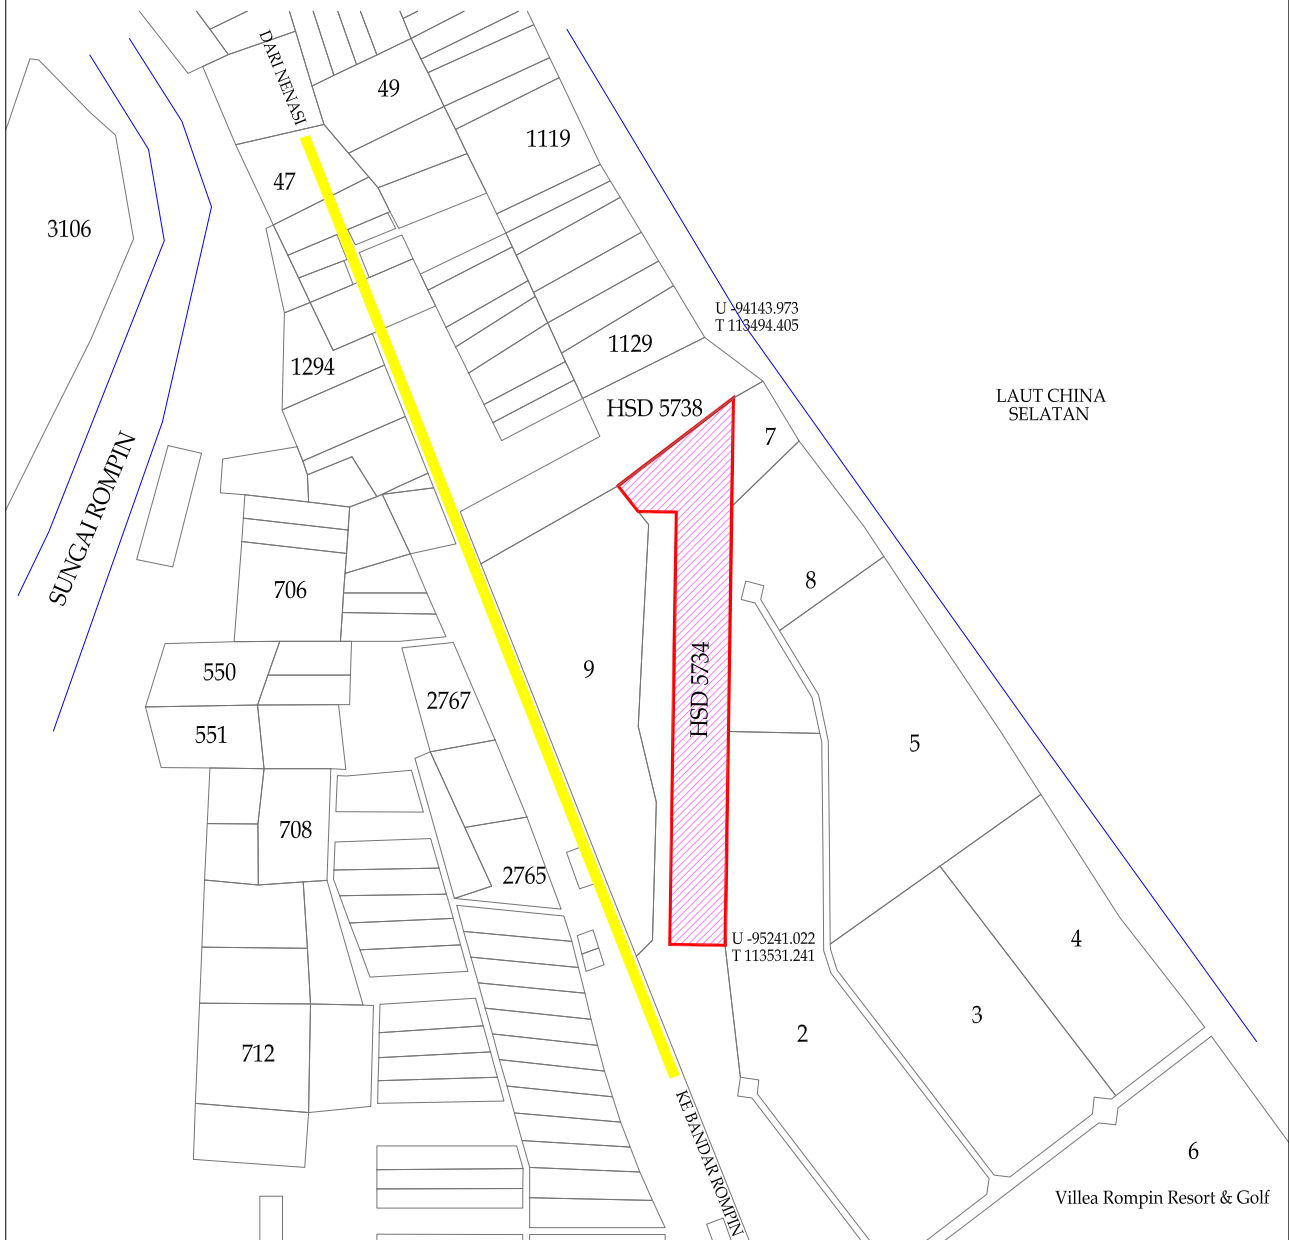 DARI NENASI
49
1119
47
3106
U -94143.973
T 113494.405
1129
1294
LAUT CHINA
SELATAN
HSD 5738
7
SUNGAI ROMPIN
706
8
550
9
HSD 5734
2767
551
5
708
2765
U -95241.022
T 113531.241
4
3
2
712
KE BANDAR ROMPIN
6
Villea Rompin Resort & Golf